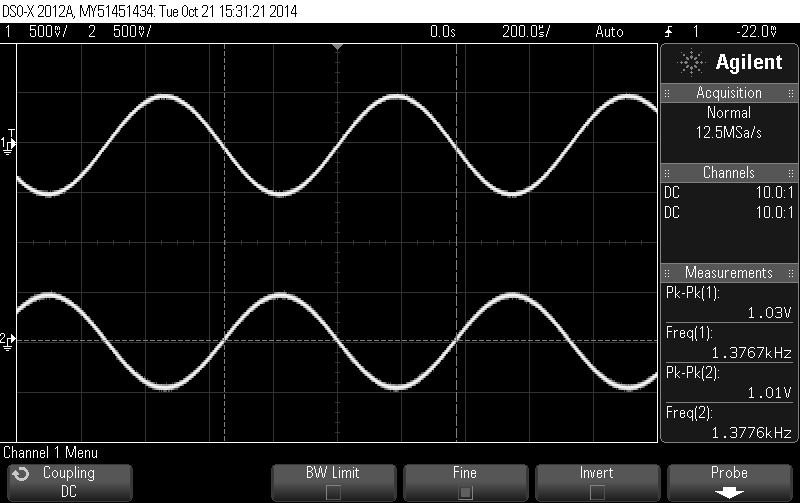 DSO-X 2012A, MY51451434: Tue Oct 21 15:31:21 2014
1 500mV/ 2 500mV/ 0.0s 200.0us/ Auto 1 -22.0mV
Agilent
Acquisition
Normal
12.5MSa/s
Channels
DC 10.0:1
DC 10.0:1
Measurements
Pk-Pk(1):
1.03V
Freq(1):
1.3767kHz
Pk-Pk(2):
1.01V
Freq(2):
1.3776kHz
T
1
2
Channel 1 Menu
Coupling
DC
BW Limit
Fine
Invert
Probe